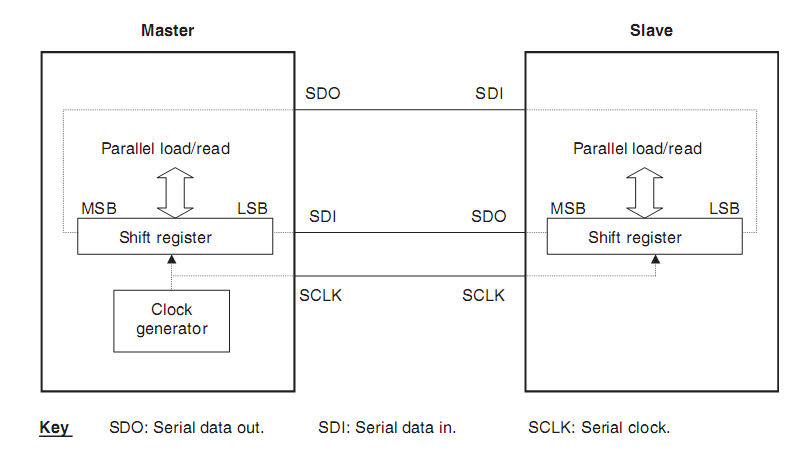 Master Slave
SDO SDI
Parallel load/read Parallel load/read
MSB LSB SDI SDO MSB LSB
Shift register Shift register
SCLK SCLK
Clock
generator
Key SDO: Serial data out. SDI: Serial data in. SCLK: Serial clock.